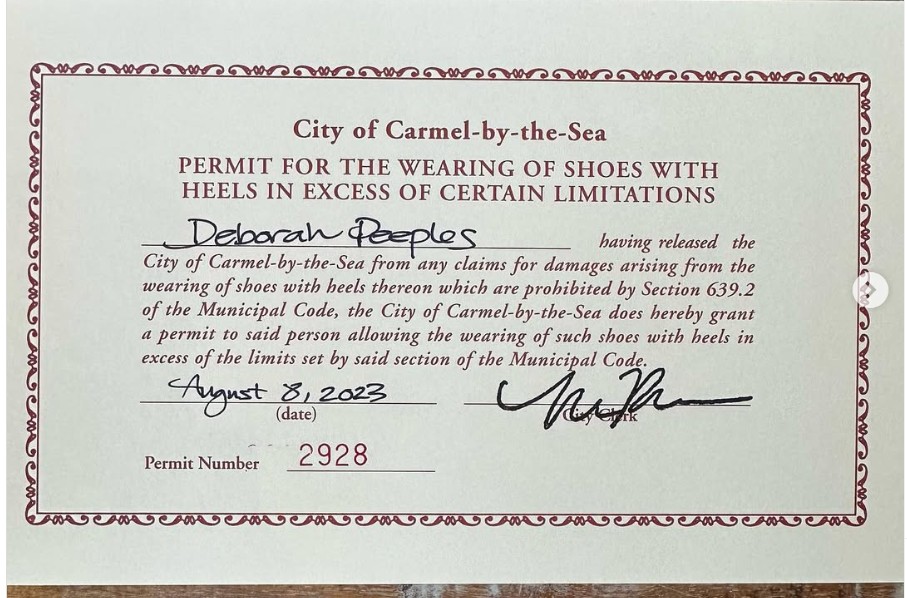 City of Carmel-by-the-Sea
PERMIT FOR THE WEARING OF SHOES WITH
HEELS IN EXCESS OF CERTAIN LIMITATIONS
Deborah Peeples having released the
City of Carmel-by-the-Sea from any claims for damages arising from the
wearing of shoes with heels thereon which are prohibited by Section 639.2
of the Municipal Code, the City of Carmel-by-the-Sea does hereby grant
a permit to said person allowing the wearing of such shoes with heels in
excess of the limits set by said section of the Municipal Code.
August 8, 2023
(date) City Clerk
Permit Number 2928